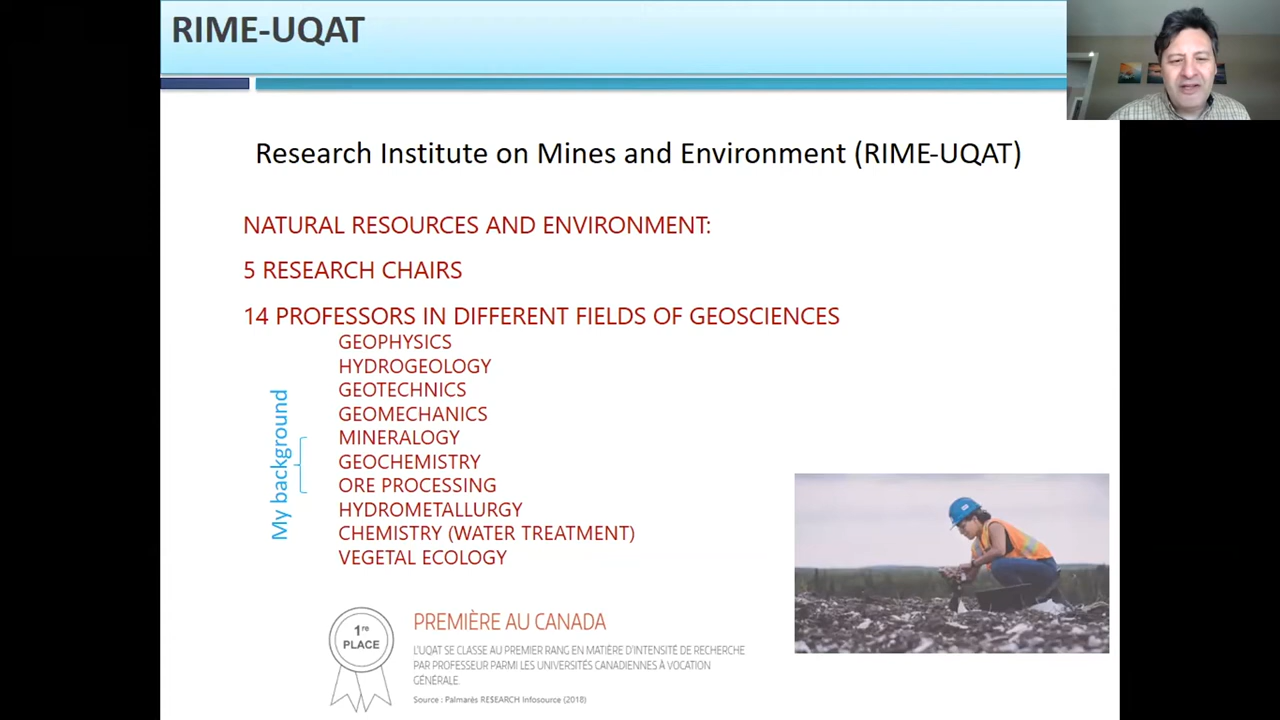 RIME-UQAT
Research Institute on Mines and Environment (RIME-UQAT)
NATURAL RESOURCES AND ENVIRONMENT:
5 RESEARCH CHAIRS
14 PROFESSORS IN DIFFERENT FIELDS OF GEOSCIENCES
GEOPHYSICS
HYDROGEOLOGY
GEOTECHNICS
GEOMECHANICS
MINERALOGY
GEOCHEMISTRY
ORE PROCESSING
HYDROMETALLURGY
CHEMISTRY (WATER TREATMENT)
VEGETAL ECOLOGY
My background
1re
PLACE
PREMIÈRE AU CANADA
L'UQAT SE CLASSE AU PREMIER RANG EN MATIÈRE D'INTENSITÉ DE RECHERCHE
PAR PROFESSEUR PARMI LES UNIVERSITÉS CANADIENNES À VOCATION
GÉNÉRALE.
Source : Palmarès RE$EARCH Infosource (2018)